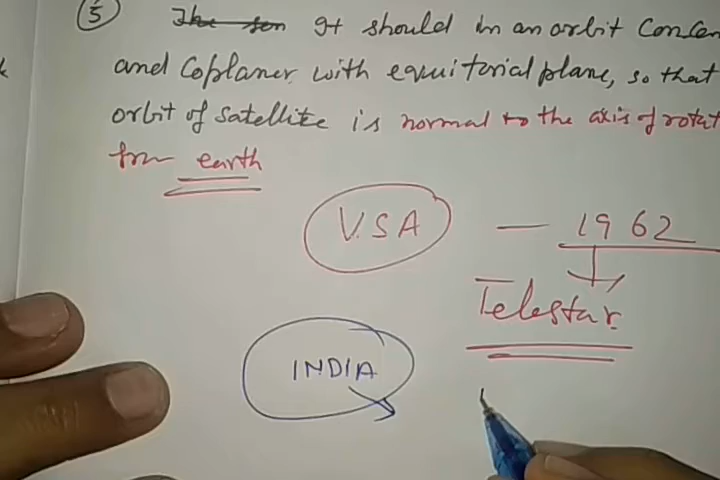 5 The son It should in an orbit Concen
and Coplaner with equitorial plane, so that
orbit of satellite is normal to the axis of rotat
from earth
V.S A — 1962
Telestar.
INDIA